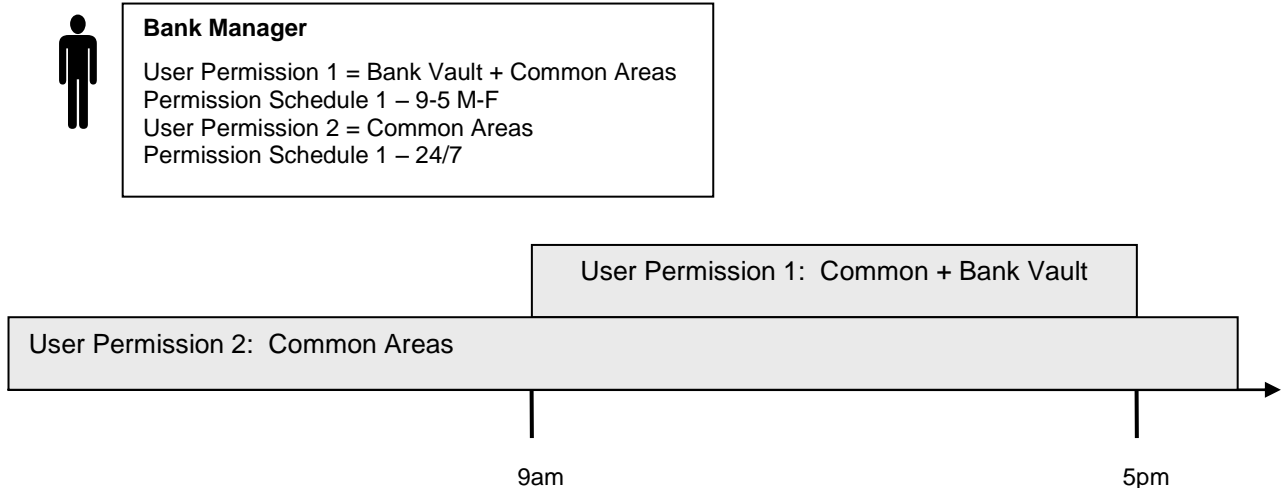 Bank Manager
User Permission 1 = Bank Vault + Common Areas
Permission Schedule 1 – 9-5 M-F
User Permission 2 = Common Areas
Permission Schedule 1 – 24/7
User Permission 1:  Common + Bank Vault
User Permission 2:  Common Areas
9am
5pm